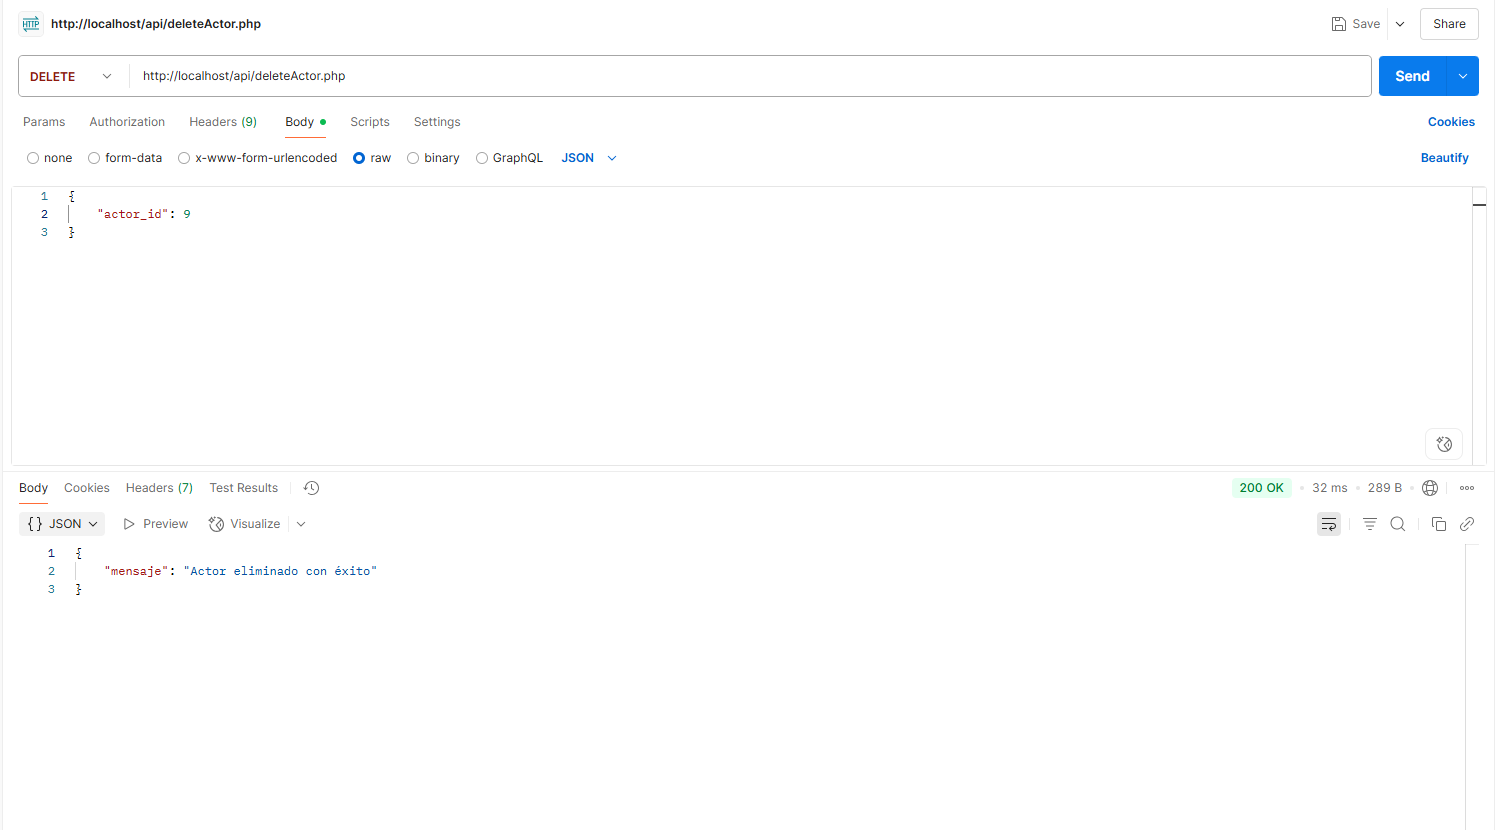 HTTP http://localhost/api/deleteActor.php Save Share
DELETE http://localhost/api/deleteActor.php Send
Params Authorization Headers (9) Body Scripts Settings Cookies
none form-data x-www-form-urlencoded raw binary GraphQL JSON Beautify
1 {
2 "actor_id": 9
3 }
Body Cookies Headers (7) Test Results 200 OK • 32 ms • 289 B •
{} JSON Preview Visualize
1 {
2 "mensaje": "Actor eliminado con éxito"
3 }